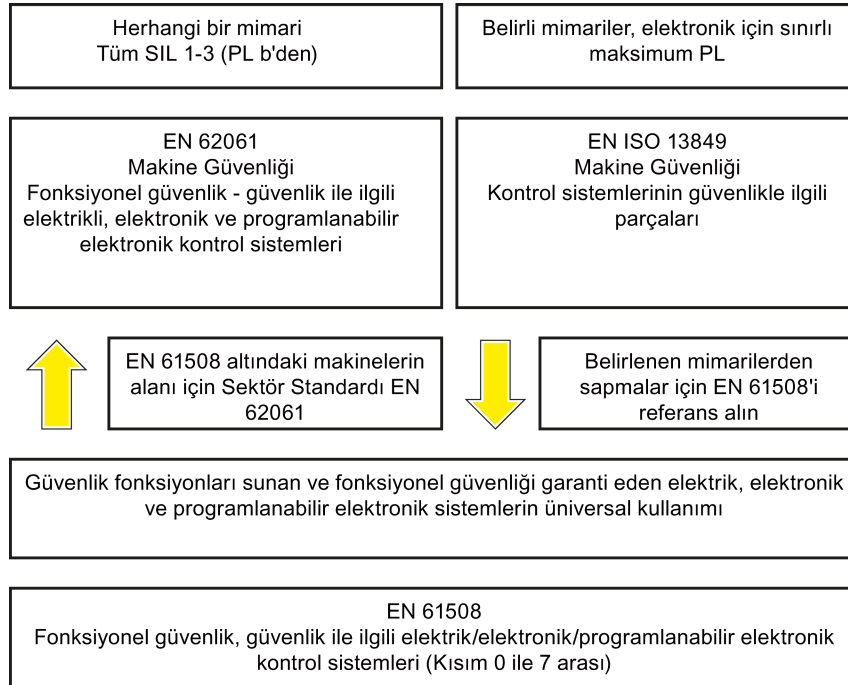 Herhangi bir mimari
Tüm SIL 1-3 (PL b'den)
Belirli mimariler, elektronik için sınırlı
maksimum PL
EN 62061
Makine Güvenliği
Fonksiyonel güvenlik - güvenlik ile ilgili
elektrikli, elektronik ve programlanabilir
elektronik kontrol sistemleri
EN ISO 13849
Makine Güvenliği
Kontrol sistemlerinin güvenlikle ilgili
parçaları
EN 61508 altındaki makinelerin
alanı için Sektör Standardı EN
62061
Belirlenen mimarilerden
sapmalar için EN 61508'i
referans alın
Güvenlik fonksiyonları sunan ve fonksiyonel güvenliği garanti eden elektrik, elektronik
ve programlanabilir elektronik sistemlerin üniversal kullanımı
EN 61508
Fonksiyonel güvenlik, güvenlik ile ilgili elektrik/elektronik/programlanabilir elektronik
kontrol sistemleri (Kısım 0 ile 7 arası)